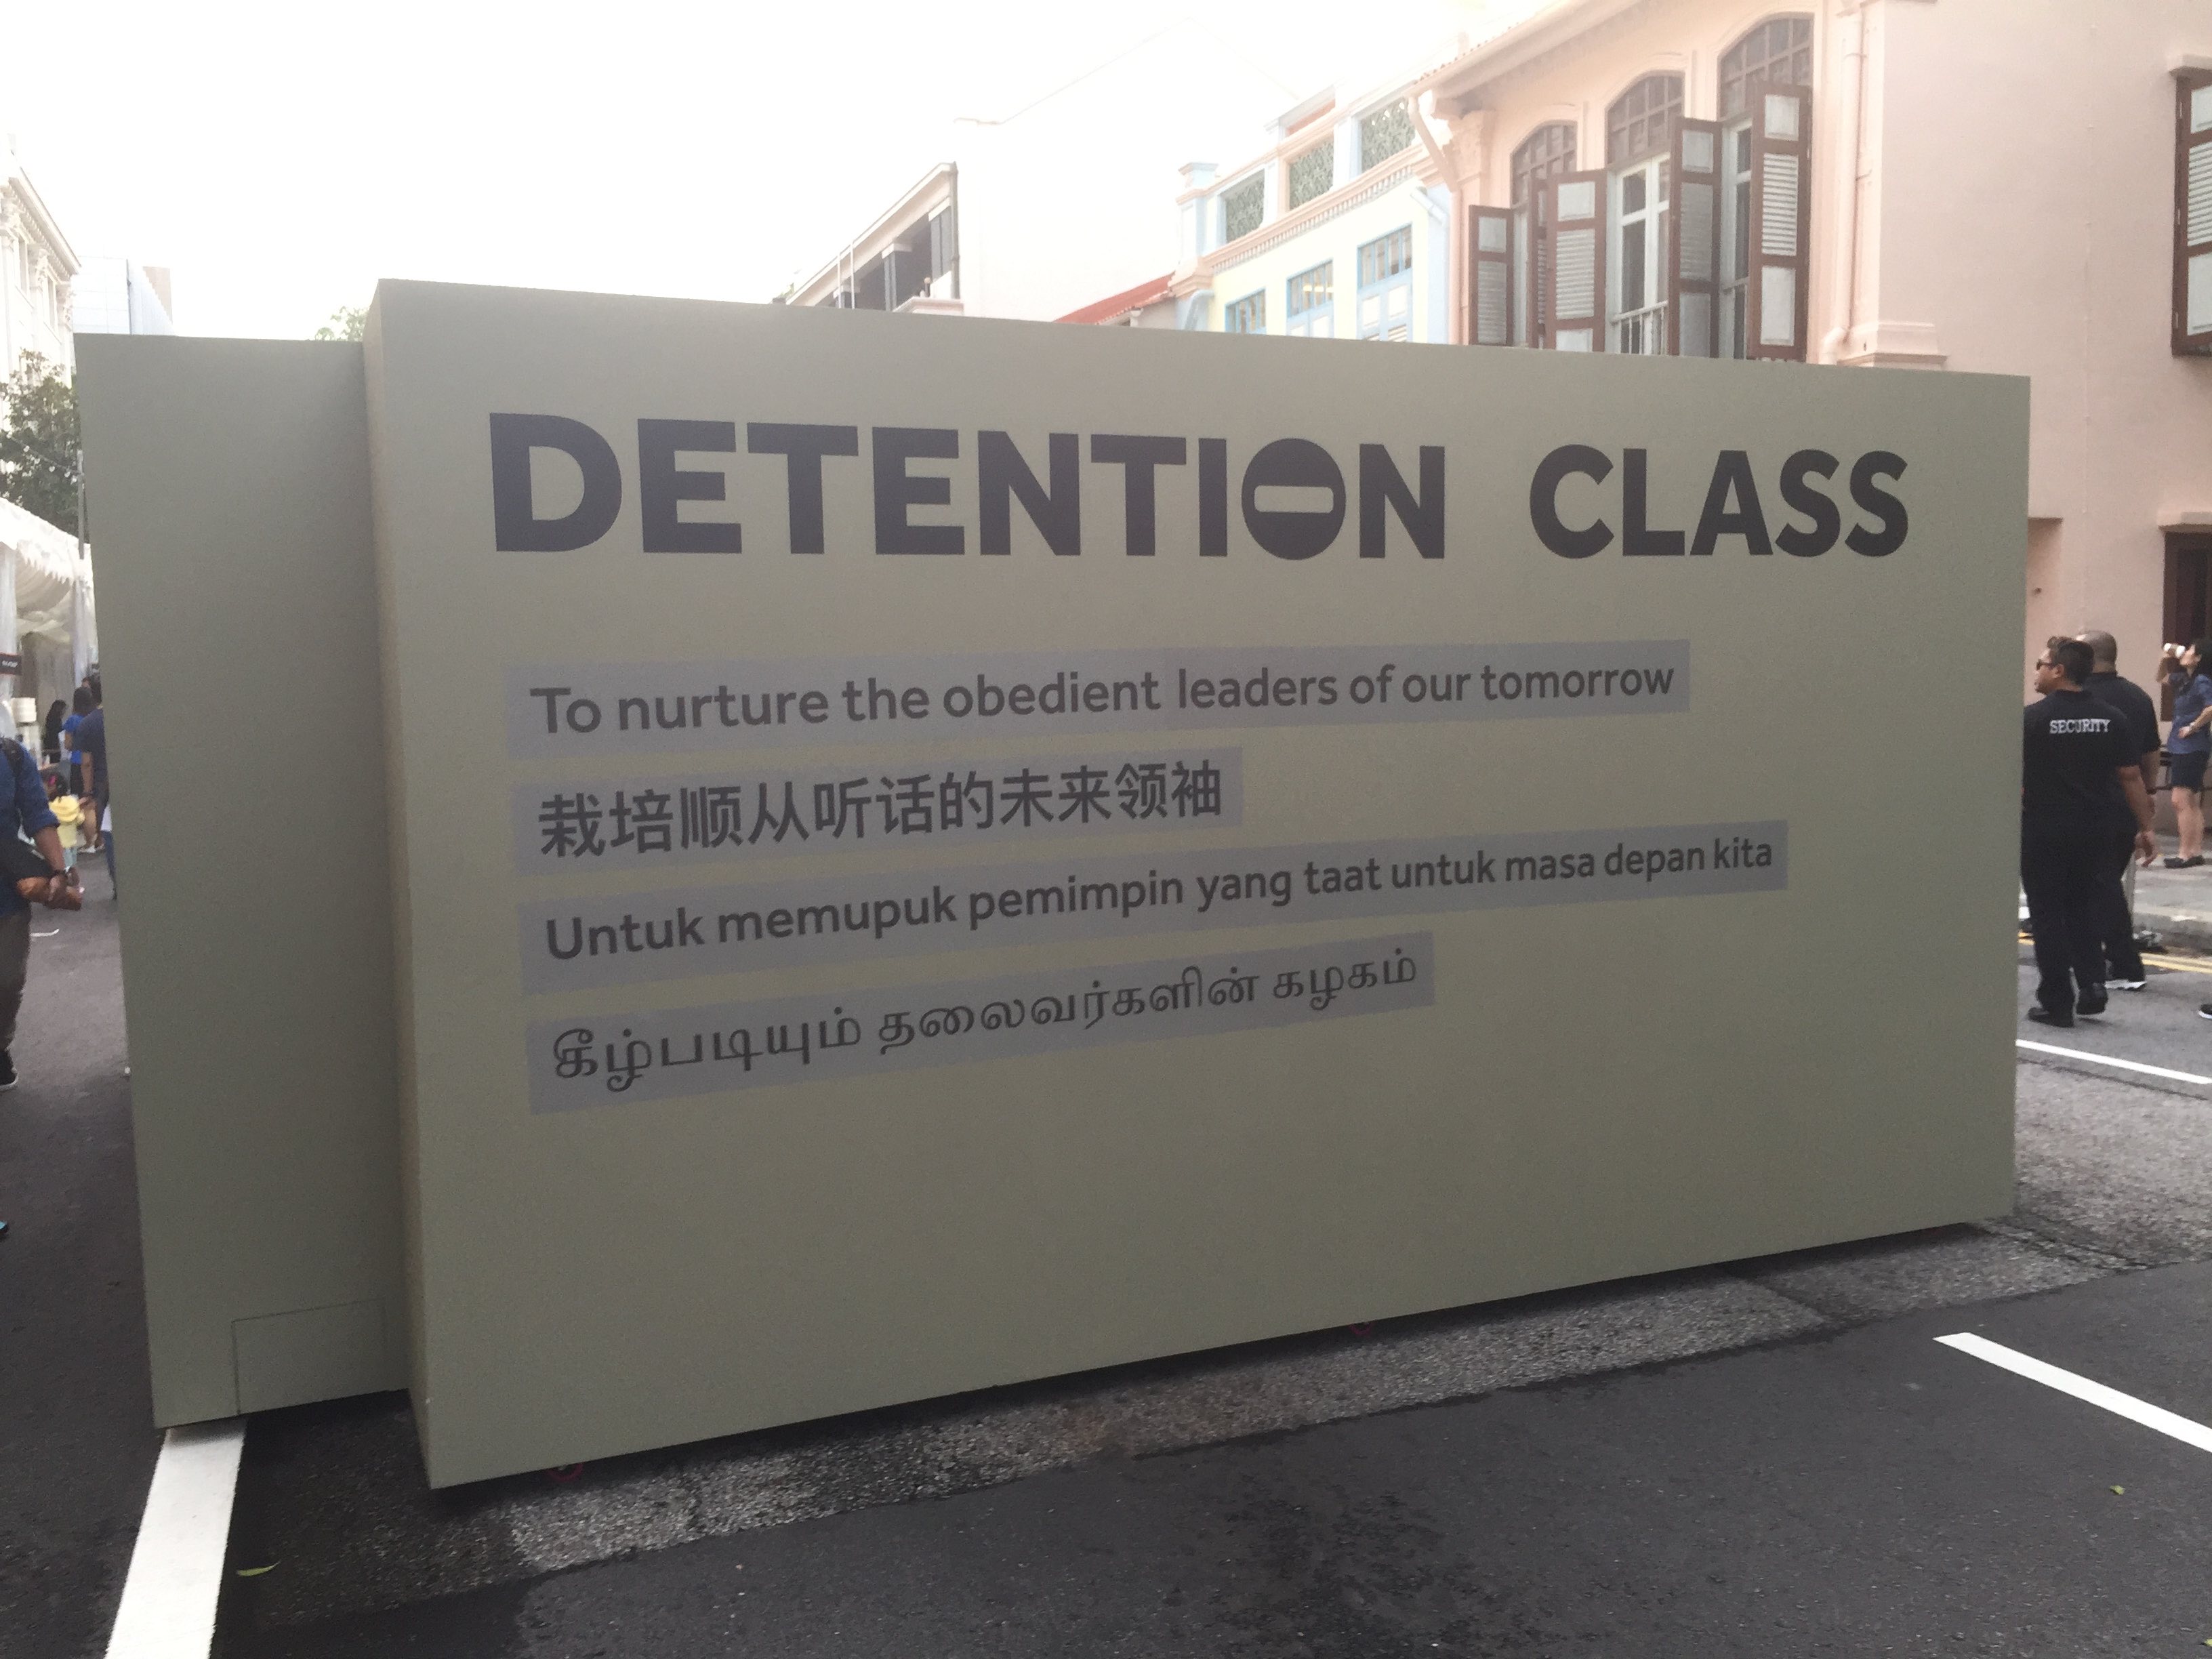 DETENTION CLASS
To nurture the obedient leaders of our tomorrow
栽培顺从听话的未来领袖
Untuk memupuk pemimpin yang taat untuk masa depan kita
கீழ்படியும் தலைவர்களின் கழகம்
SECURITY